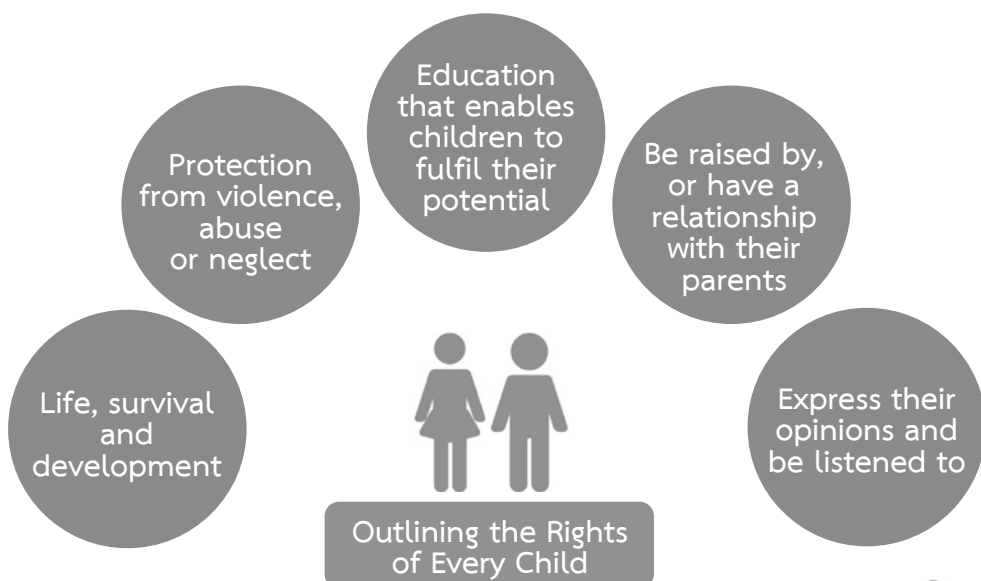 Life, survival
and
development
Protection
from violence,
abuse
or neglect
Education
that enables
children to
fulfil their
potential
Be raised by,
or have a
relationship
with their
parents
Express their
opinions and
be listened to
Outlining the Rights
of Every Child